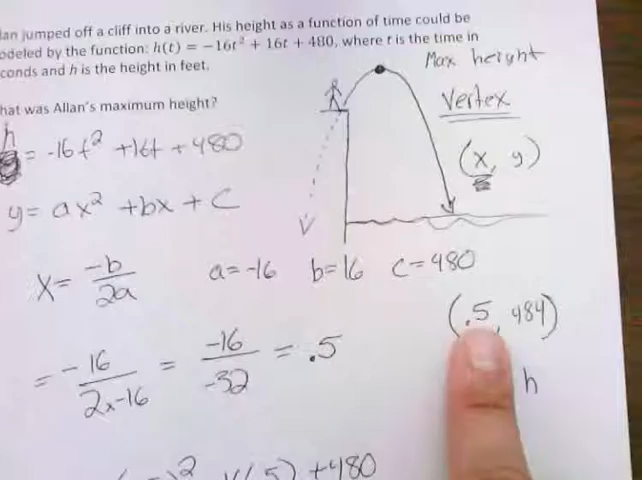 lan jumped off a cliff into a river. His height as a function of time could be
odeled by the function: h(t) = −16t² + 16t + 480, where t is the time in
conds and h is the height in feet.
hat was Allan's maximum height?
Max height
Vertex
(x, y)
h = -16t² + 16t + 480
y = ax² + bx + c
x = -b/2a a = -16 b = 16 c = 480
(.5, 484)
= -16/2x-16 = -16/-32 = .5
h
)² (.5) + 480